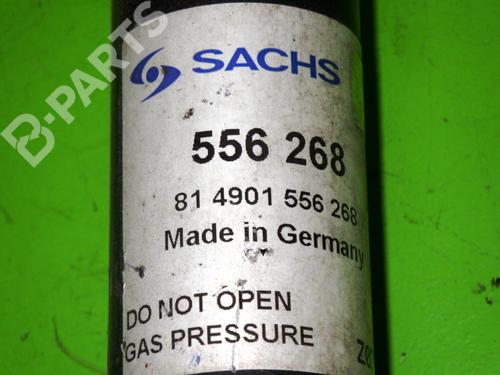 B-PARTS
SACHS
556 268
81 4901 556 268
Made in Germany
DO NOT OPEN
GAS PRESSURE